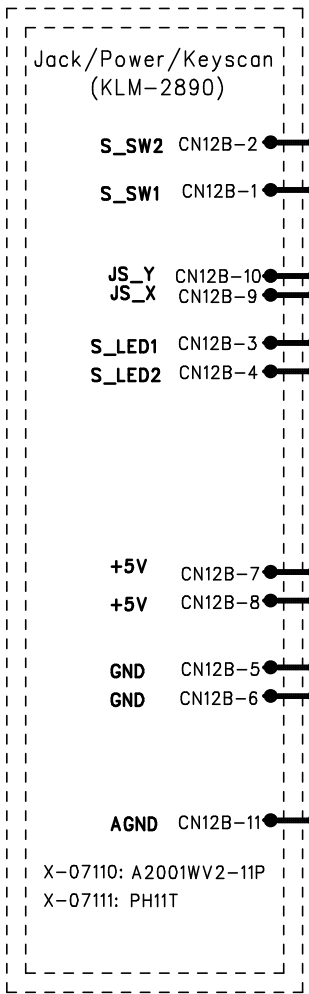 Jack/Power/Keyscan
(KLM-2890)
S_SW2 CN12B-2
S_SW1 CN12B-1
JS_Y CN12B-10
JS_X CN12B-9
S_LED1 CN12B-3
S_LED2 CN12B-4
+5V CN12B-7
+5V CN12B-8
GND CN12B-5
GND CN12B-6
AGND CN12B-11
X-07110: A2001WV2-11P
X-07111: PH11T